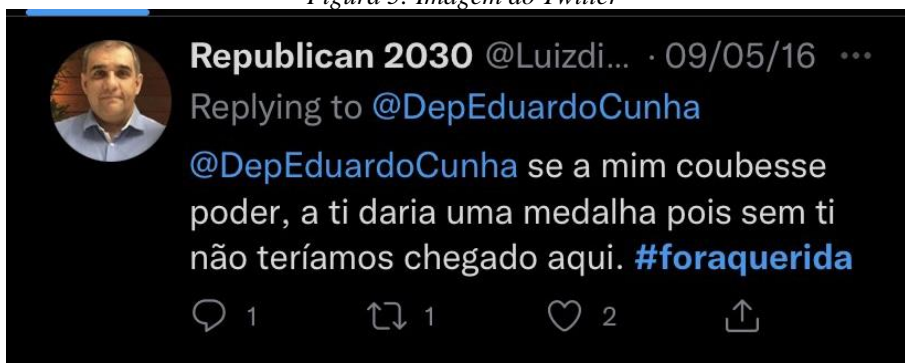 Figura 5: Imagem do Twitter
Republican 2030 @Luizdi... · 09/05/16 ...
Replying to @DepEduardoCunha
@DepEduardoCunha se a mim coubesse
poder, a ti daria uma medalha pois sem ti
não teríamos chegado aqui. #foraquerida
1 1 2